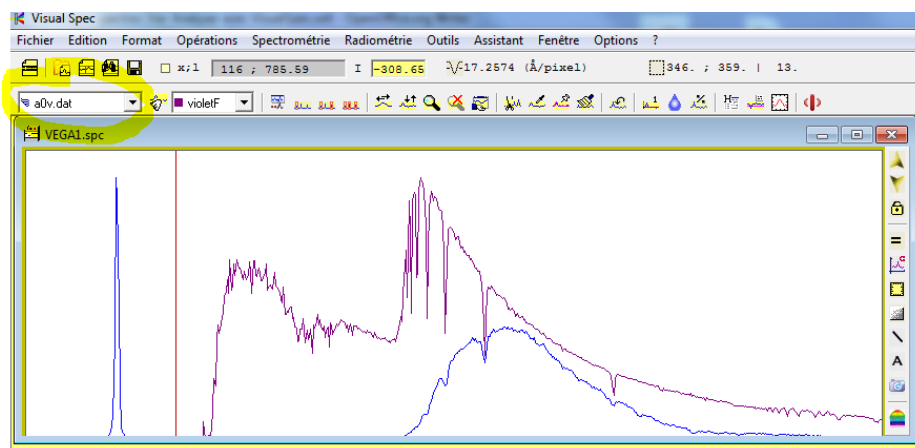 Visual Spec
Fichier Edition Format Opérations Spectrométrie Radiométrie Outils Assistant Fenêtre Options ?
x;l 116 ; 785.59 I -308.65 17.2574 (Å/pixel) 346. ; 359. | 13.
a0v.dat violetF
VEGA1.spc
A